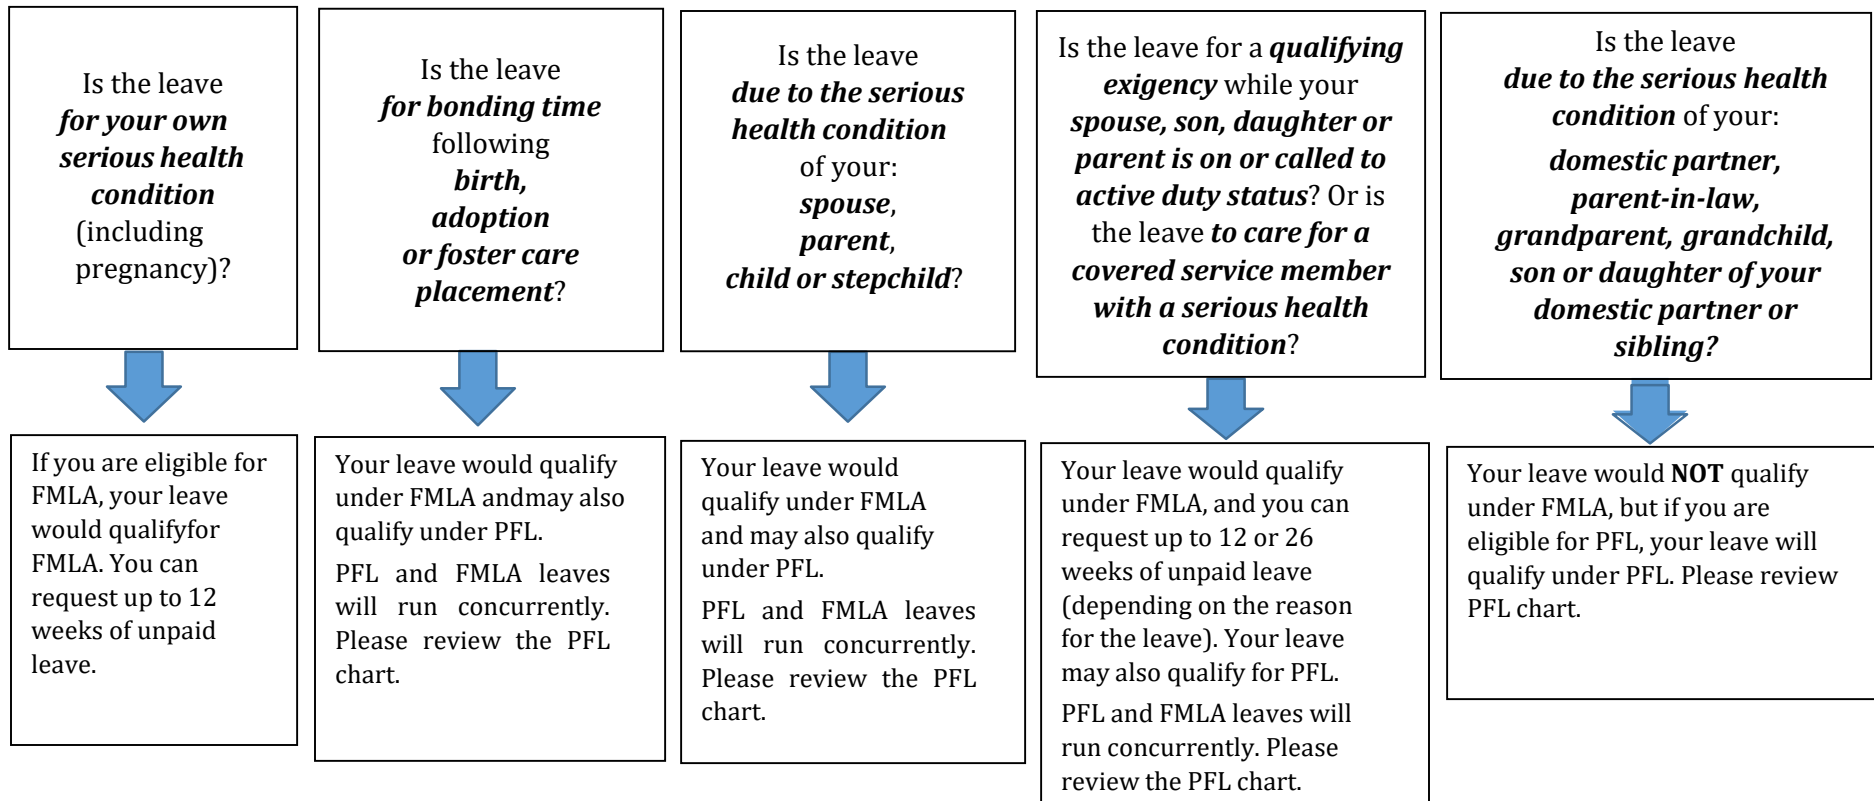 Is the leave
for your own
serious health
condition
(including
pregnancy)?
Is the leave
for bonding time
following
birth,
adoption
or foster care
placement?
Is the leave
due to the serious
health condition
of your:
spouse,
parent,
child or stepchild?
Is the leave for a qualifying
exigency while your
spouse, son, daughter or
parent is on or called to
active duty status? Or is
the leave to care for a
covered service member
with a serious health
condition?
Is the leave
due to the serious health
condition of your:
domestic partner,
parent-in-law,
grandparent, grandchild,
son or daughter of your
domestic partner or
sibling?
If you are eligible for
FMLA, your leave
would qualifyfor
FMLA. You can
request up to 12
weeks of unpaid
leave.
Your leave would qualify
under FMLA andmay also
qualify under PFL.
PFL and FMLA leaves
will run concurrently.
Please review the PFL
chart.
Your leave would
qualify under FMLA
and may also qualify
under PFL.
PFL and FMLA leaves
will run concurrently.
Please review the PFL
chart.
Your leave would qualify
under FMLA, and you can
request up to 12 or 26
weeks of unpaid leave
(depending on the reason
for the leave). Your leave
may also qualify for PFL.
PFL and FMLA leaves will
run concurrently. Please
review the PFL chart.
Your leave would NOT qualify
under FMLA, but if you are
eligible for PFL, your leave will
qualify under PFL. Please review
PFL chart.